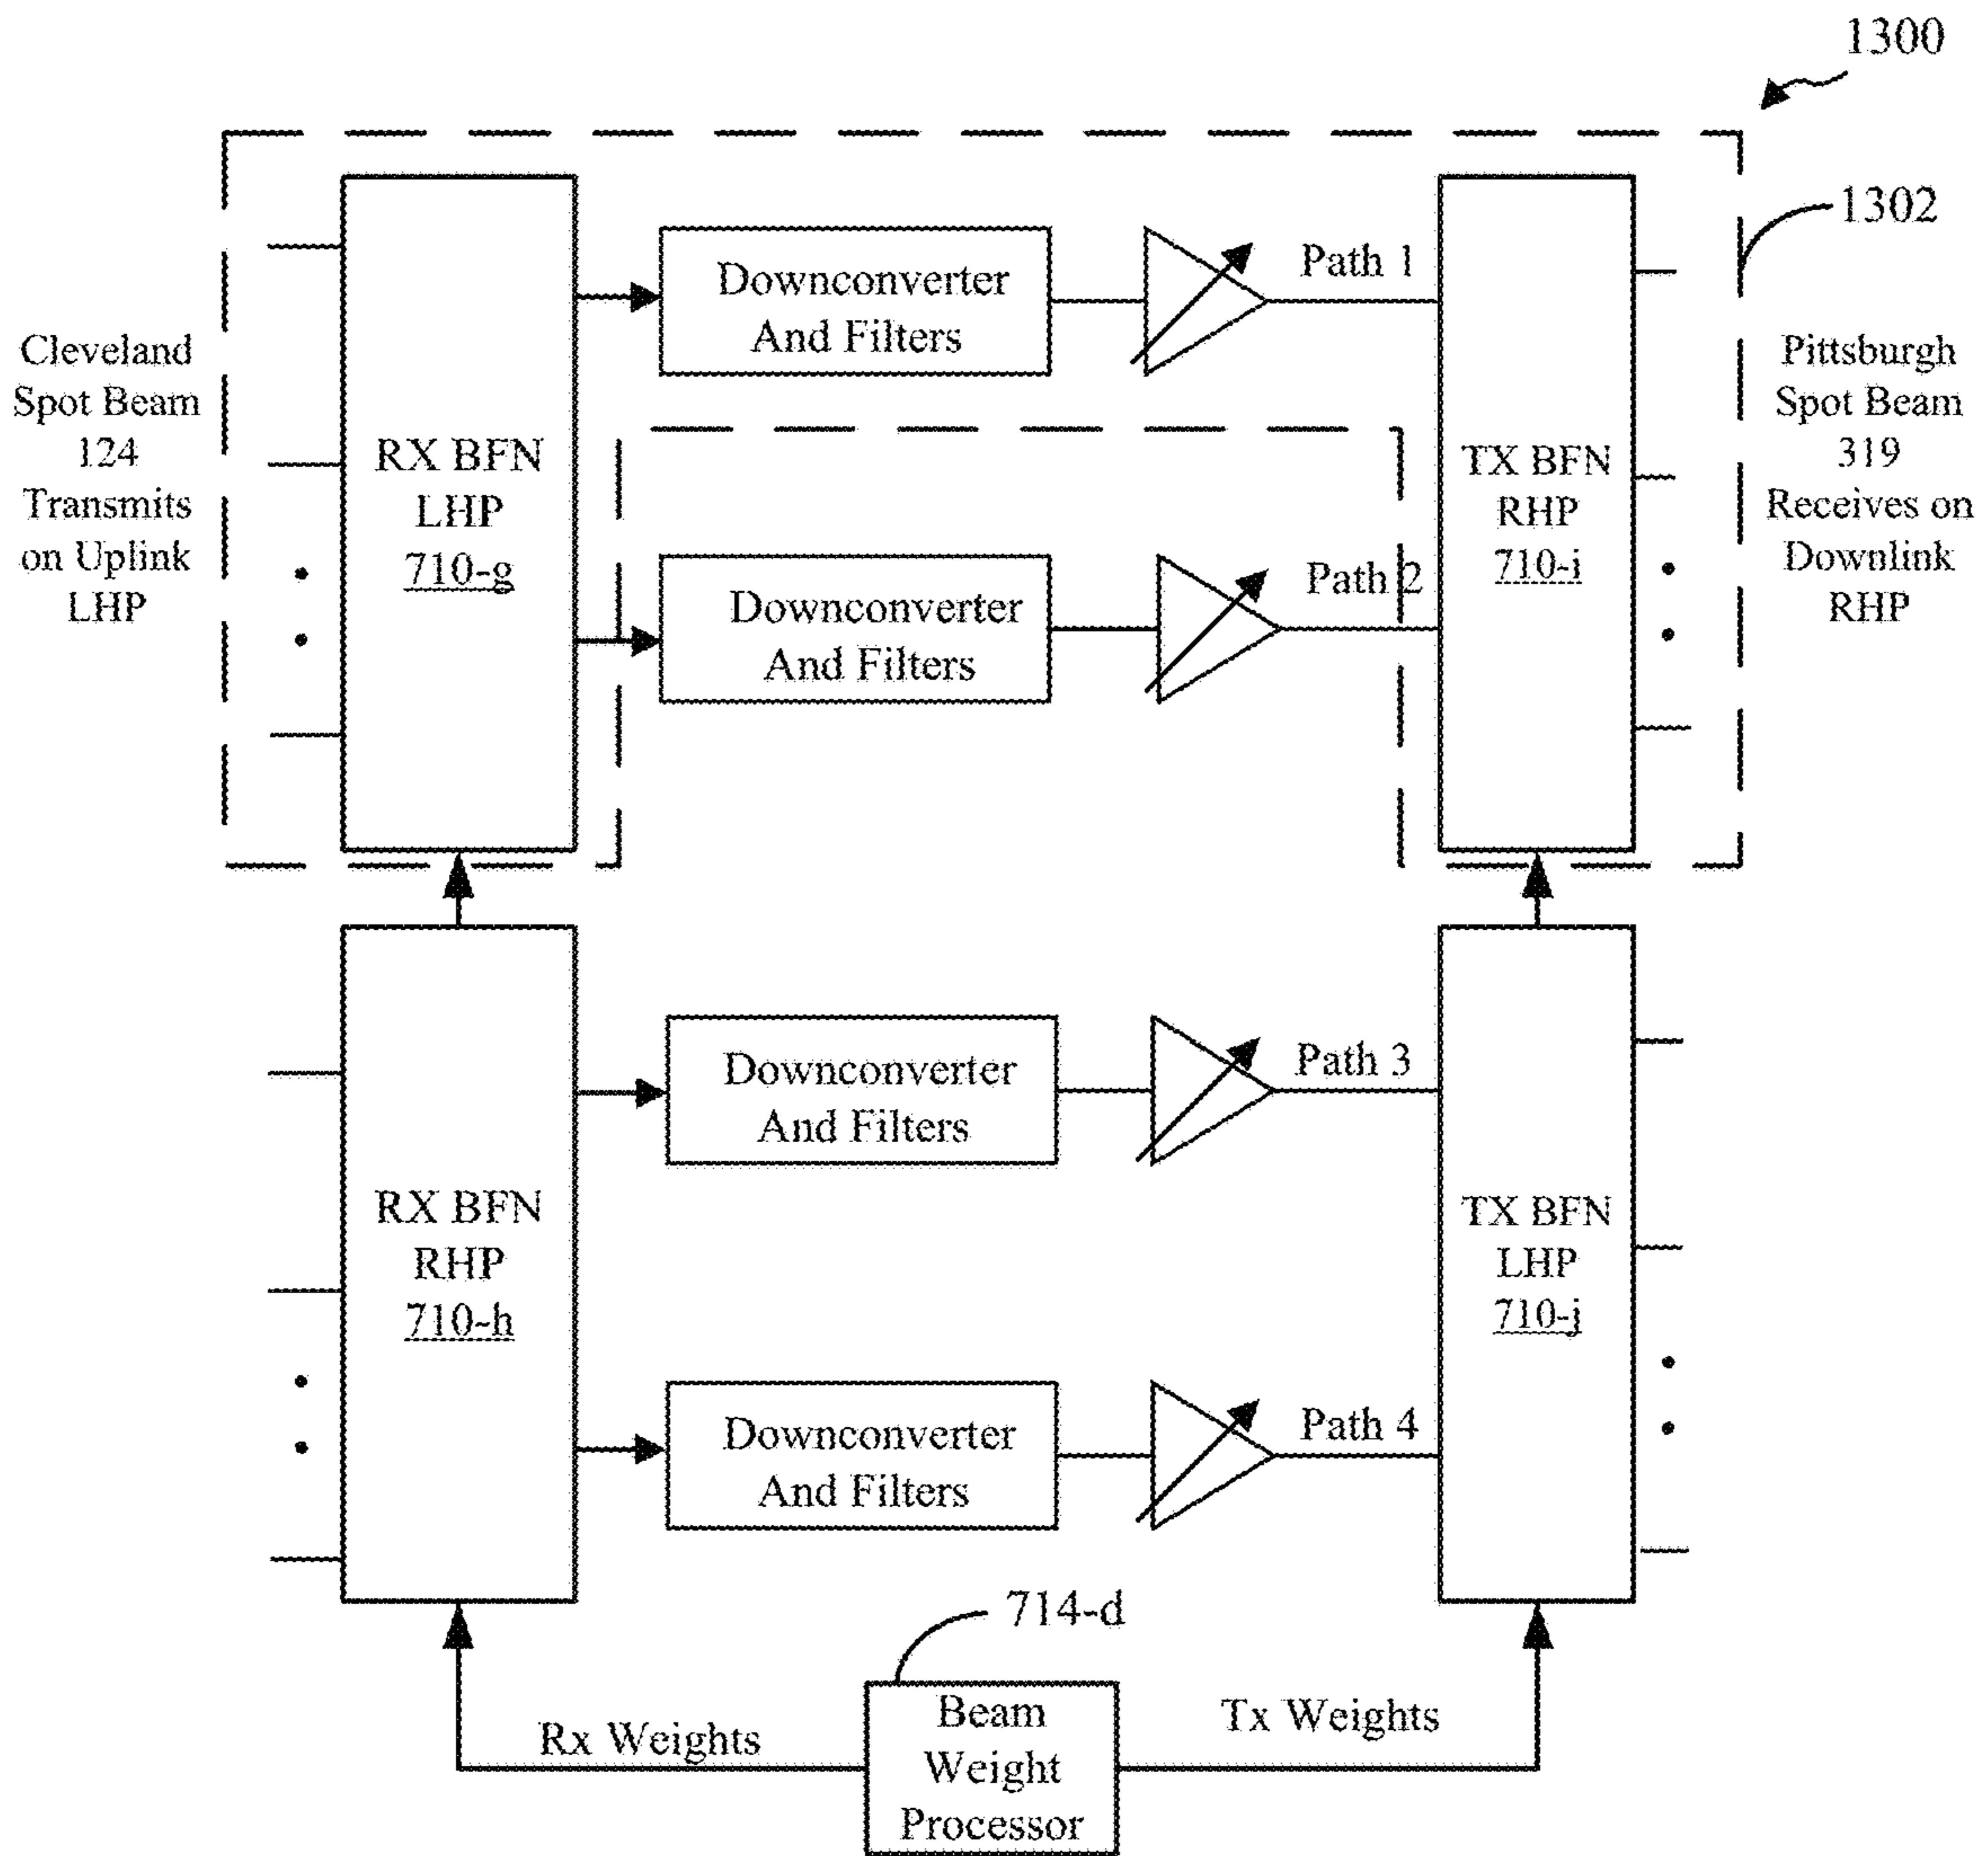 1300
1302
Cleveland
Spot Beam
124
Transmits
on Uplink
LHP
RX BFN
LHP
710-g
Downconverter
And Filters
Path 1
Downconverter
And Filters
Path 2
TX BFN
RHP
710-i
Pittsburgh
Spot Beam
319
Receives on
Downlink
RHP
RX BFN
RHP
710-h
Downconverter
And Filters
Path 3
Downconverter
And Filters
Path 4
TX BFN
LHP
710-j
714-d
Rx Weights
Beam
Weight
Processor
Tx Weights